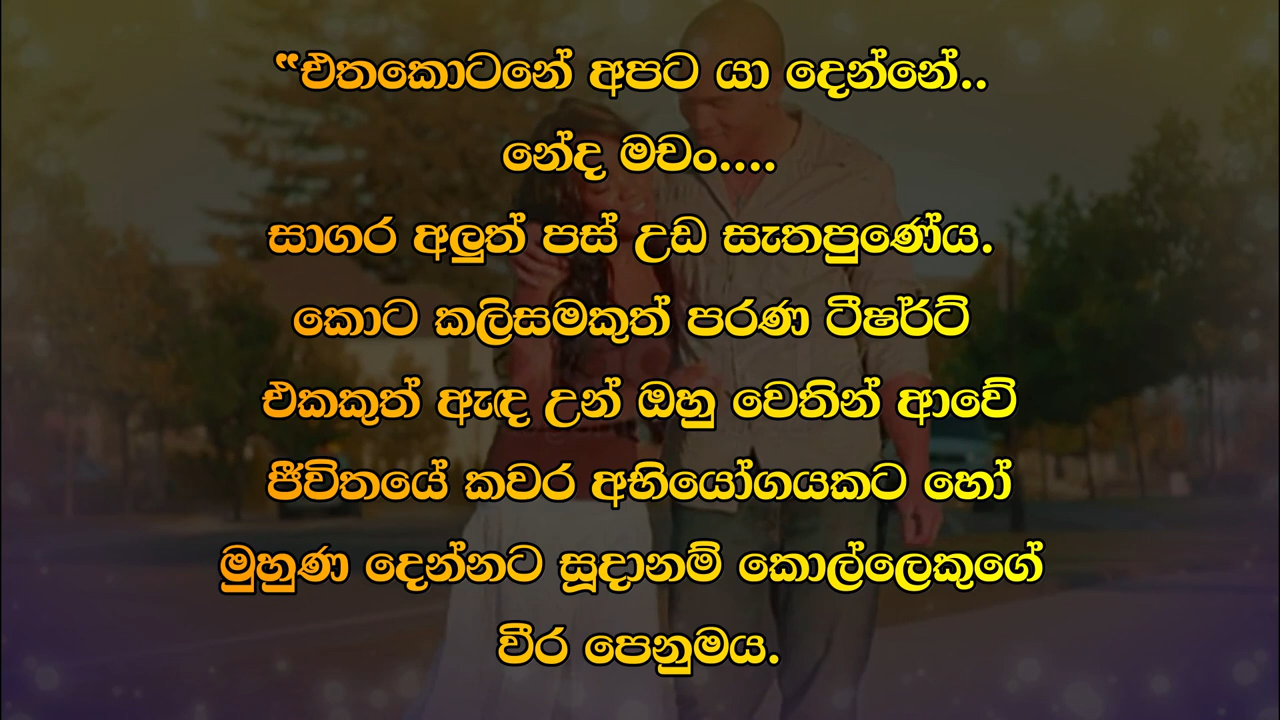 “එතකොටනේ අපට යා දෙන්නේ..
නේද මචං....
සාගර අලුත් පස් උඩ සැතපුණේය.
කොට කලිසමකුත් පරණ ටීෂර්ට්
එකකුත් ඇඳ උන් ඔහු වෙතින් ආවේ
ජීවිතයේ කවර අභියෝගයකට හෝ
මුහුණ දෙන්නට සූදානම් කොල්ලෙකුගේ
වීර පෙනුමය.